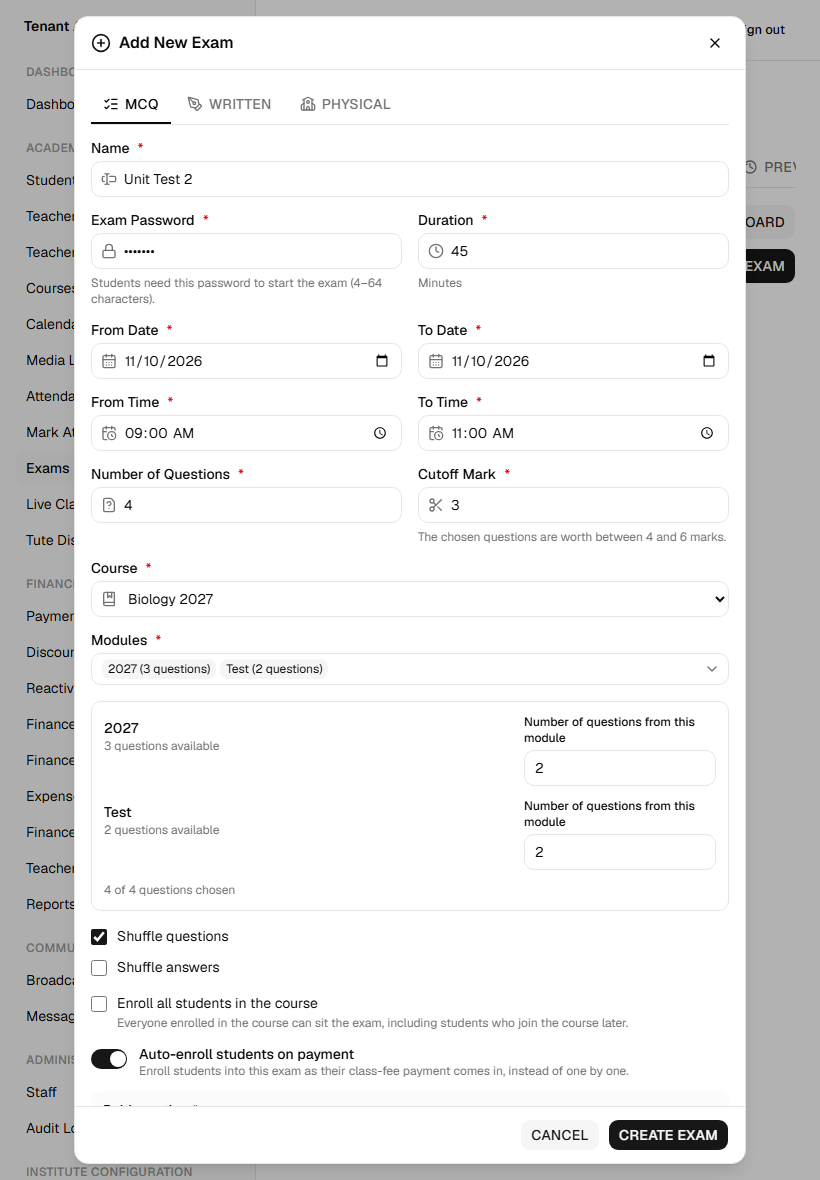 Tenant
Add New Exam
gn out
DASHBO
Dashbo
MCQ
WRITTEN
PHYSICAL
ACADEM
Name *
Unit Test 2
Student
Teacher
Teacher
Courses
Calenda
Media L
Attenda
Mark At
Exams
Live Cla
Tute Dis
PREV
OARD
EXAM
Exam Password *
•••••••
Students need this password to start the exam (4–64
characters).
Duration *
45
Minutes
From Date *
11/10/2026
To Date *
11/10/2026
From Time *
09:00 AM
To Time *
11:00 AM
Number of Questions *
4
Cutoff Mark *
3
The chosen questions are worth between 4 and 6 marks.
Course *
Biology 2027
Modules *
2027 (3 questions) Test (2 questions)
FINANC
Paymen
Discour
Reactiv
Finance
Finance
Expens
Finance
Teacher
Reports
2027
3 questions available
Number of questions from this
module
2
Test
2 questions available
Number of questions from this
module
2
4 of 4 questions chosen
Shuffle questions
Shuffle answers
Enroll all students in the course
Everyone enrolled in the course can sit the exam, including students who join the course later.
Auto-enroll students on payment
Enroll students into this exam as their class-fee payment comes in, instead of one by one.
COMMU
Broadca
Messag
ADMINIS
Staff
Audit Lo
CANCEL
CREATE EXAM
INSTITUTE CONFIGURATION